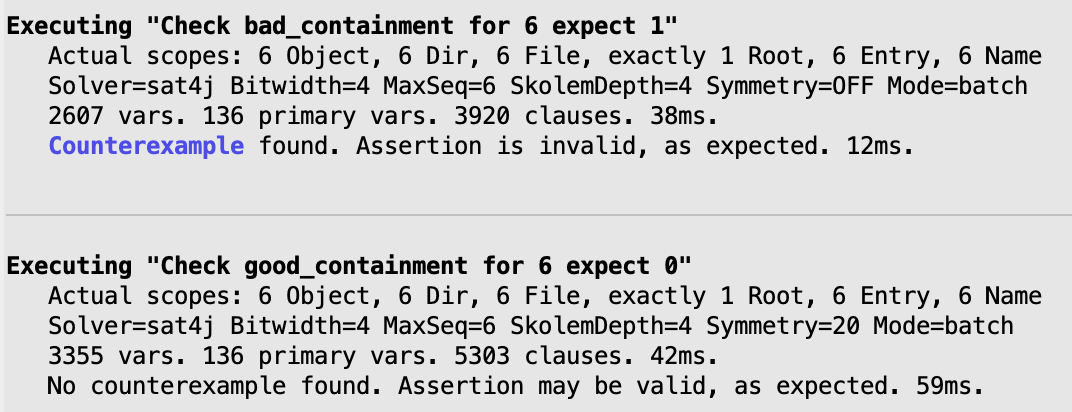 Executing "Check bad_containment for 6 expect 1"
Actual scopes: 6 Object, 6 Dir, 6 File, exactly 1 Root, 6 Entry, 6 Name
Solver=sat4j Bitwidth=4 MaxSeq=6 SkolemDepth=4 Symmetry=OFF Mode=batch
2607 vars. 136 primary vars. 3920 clauses. 38ms.
Counterexample found. Assertion is invalid, as expected. 12ms.
Executing "Check good_containment for 6 expect 0"
Actual scopes: 6 Object, 6 Dir, 6 File, exactly 1 Root, 6 Entry, 6 Name
Solver=sat4j Bitwidth=4 MaxSeq=6 SkolemDepth=4 Symmetry=20 Mode=batch
3355 vars. 136 primary vars. 5303 clauses. 42ms.
No counterexample found. Assertion may be valid, as expected. 59ms.